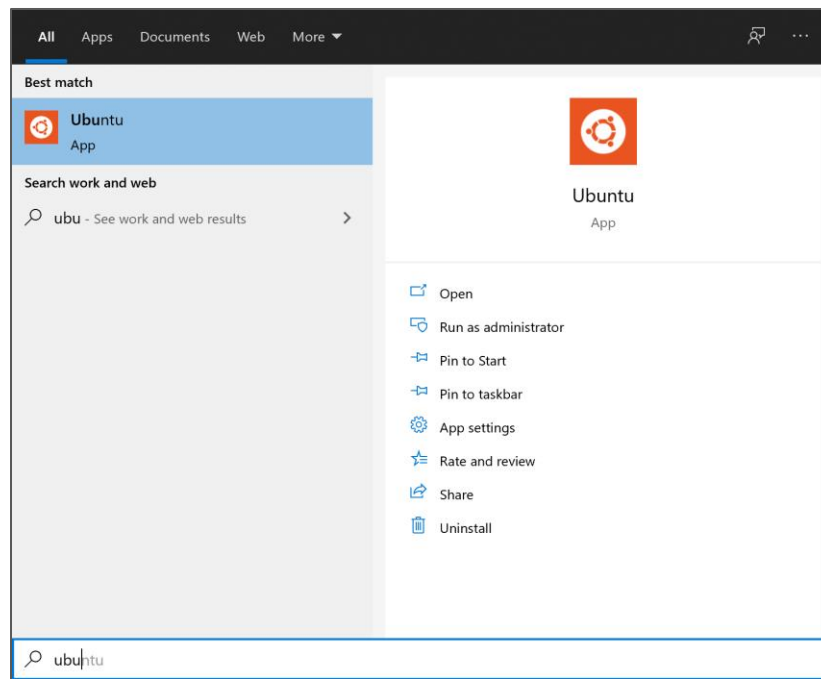 All Apps Documents Web More
Best match
Ubuntu
App
Search work and web
ubu - See work and web results
Ubuntu
App
Open
Run as administrator
Pin to Start
Pin to taskbar
App settings
Rate and review
Share
Uninstall
ubuntu